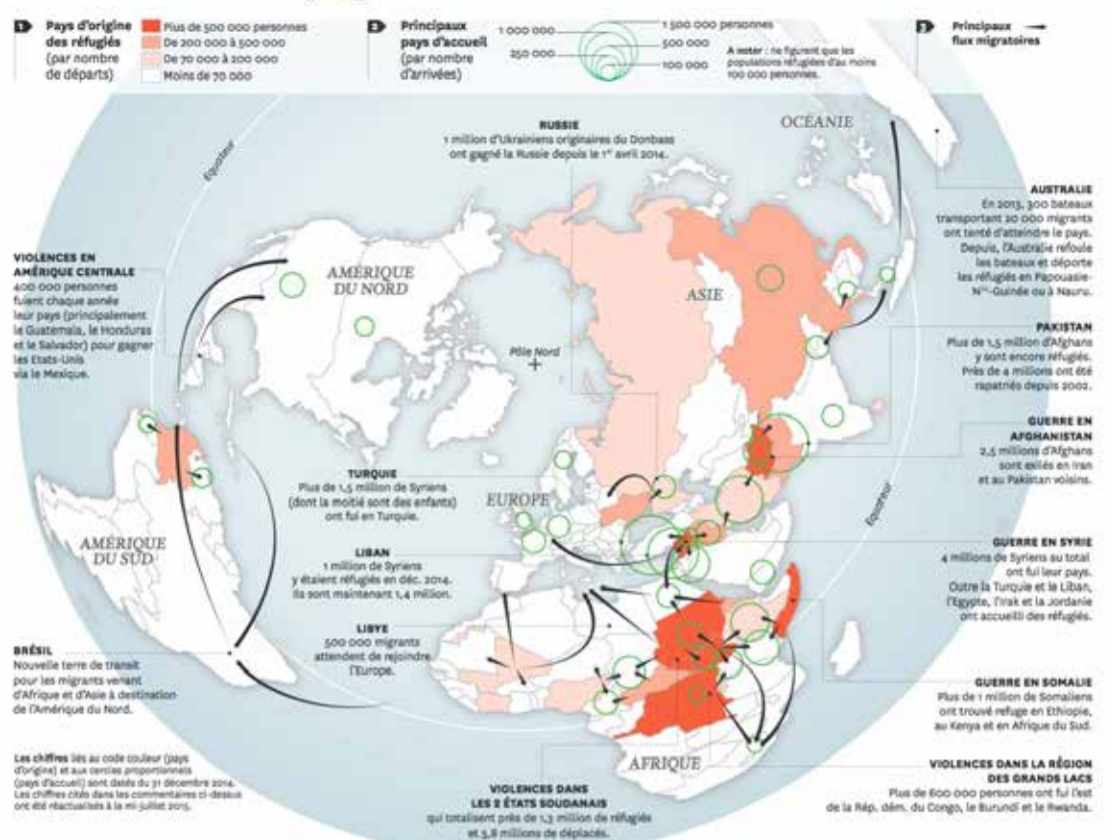 1 Pays d'origine
des réfugiés
(par nombre
de départs)
Plus de 500 000 personnes
De 200 000 à 500 000
De 70 000 à 200 000
Moins de 70 000
2 Principaux
pays d'accueil
(par nombre
d'arrivées)
1 000 000
250 000
1 500 000 personnes
500 000
100 000
A noter : ne figurent que les
populations réfugiées d'au moins
100 000 personnes.
3 Principaux
flux migratoires
Equateur
RUSSIE
1 million d'Ukrainiens originaires du Donbass
ont gagné la Russie depuis le 1er avril 2014.
OCÉANIE
AUSTRALIE
En 2013, 300 bateaux
transportant 20 000 migrants
ont tenté d'atteindre le pays.
Depuis, l'Australie refoule
les bateaux et déporte
les réfugiés en Papouasie-
Nlle-Guinée ou à Nauru.
VIOLENCES EN
AMÉRIQUE CENTRALE
400 000 personnes
fuient chaque année
leur pays (principalement
le Guatemala, le Honduras
et le Salvador) pour gagner
les Etats-Unis
via le Mexique.
AMÉRIQUE
DU NORD
ASIE
Pôle Nord
PAKISTAN
Plus de 1,5 million d'Afghans
y sont encore réfugiés.
Près de 4 millions ont été
rapatriés depuis 2002.
GUERRE EN
AFGHANISTAN
2,5 millions d'Afghans
sont exilés en Iran
et au Pakistan voisins.
TURQUIE
Plus de 1,5 million de Syriens
(dont la moitié sont des enfants)
ont fui en Turquie.
EUROPE
Equateur
AMÉRIQUE
DU SUD
LIBAN
1 million de Syriens
y étaient réfugiés en déc. 2014.
Ils sont maintenant 1,4 million.
GUERRE EN SYRIE
4 millions de Syriens au total
ont fui leur pays.
Outre la Turquie et le Liban,
l'Egypte, l'Irak et la Jordanie
ont accueilli des réfugiés.
LIBYE
500 000 migrants
attendent de rejoindre
l'Europe.
BRÉSIL
Nouvelle terre de transit
pour les migrants venant
d'Afrique et d'Asie à destination
de l'Amérique du Nord.
GUERRE EN SOMALIE
Plus de 1 million de Somaliens
ont trouvé refuge en Ethiopie,
au Kenya et en Afrique du Sud.
Les chiffres liés au code couleur (pays
d'origine) et aux cercles proportionnels
(pays d'accueil) sont datés du 31 décembre 2014.
Les chiffres cités dans les commentaires ci-dessus
ont été réactualisés à la mi-juillet 2015.
AFRIQUE
VIOLENCES DANS
LES 2 ÉTATS SOUDANAIS
qui totalisent près de 1,3 million de réfugiés
et 3,8 millions de déplacés.
VIOLENCES DANS LA RÉGION
DES GRANDS LACS
Plus de 600 000 personnes ont fui l'est
de la Rép. dém. du Congo, le Burundi et le Rwanda.